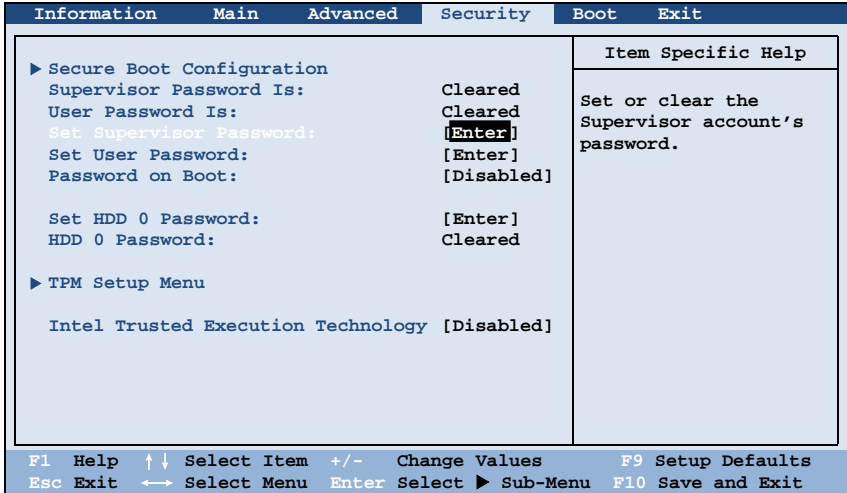 Information Main Advanced Security Boot Exit
Item Specific Help
▶ Secure Boot Configuration
Supervisor Password Is: Cleared
User Password Is: Cleared
Set Supervisor Password: [Enter]
Set User Password: [Enter]
Password on Boot: [Disabled]
Set HDD 0 Password: [Enter]
HDD 0 Password: Cleared
▶ TPM Setup Menu
Intel Trusted Execution Technology [Disabled]
Set or clear the
Supervisor account's
password.
F1 Help ↑↓ Select Item +/- Change Values F9 Setup Defaults
Esc Exit ←→ Select Menu Enter Select ▶ Sub-Menu F10 Save and Exit